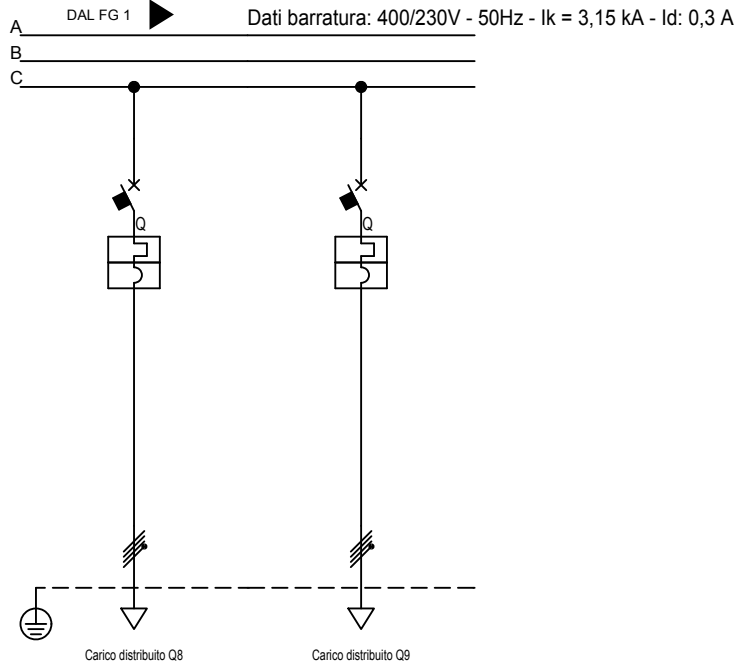 DAL FG 1
Dati barratura: 400/230V - 50Hz - Ik = 3,15 kA - Id: 0,3 A
A
B
C
Q
Q
Carico distribuito Q8
Carico distribuito Q9